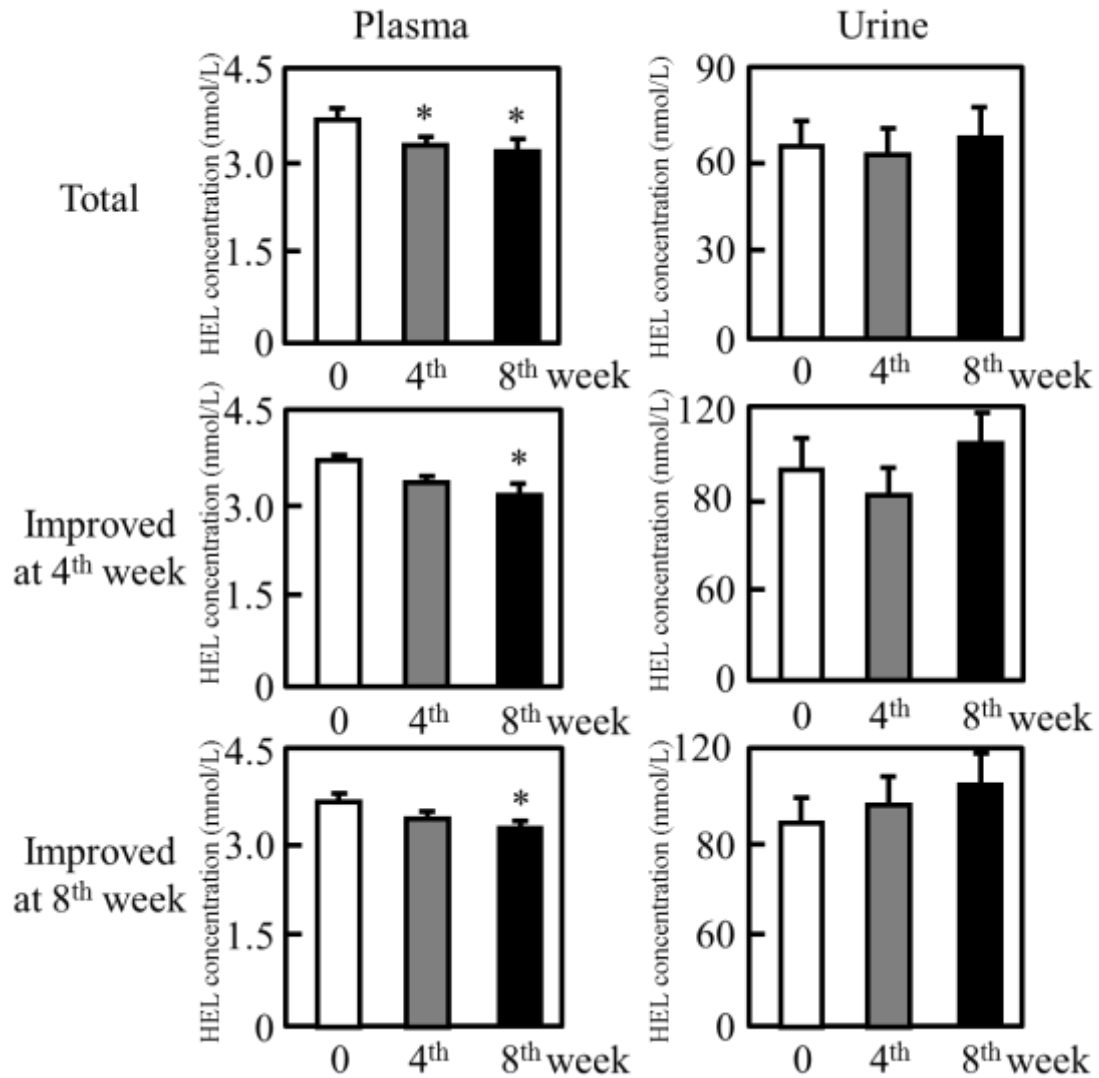 Plasma
Urine
Total
HEL concentration (nmol/L)
4.5
3.0
1.5
0
* *
0 4th 8th week
HEL concentration (nmol/L)
90
60
30
0
0 4th 8th week
Improved
at 4th week
HEL concentration (nmol/L)
4.5
3.0
1.5
0
*
0 4th 8th week
HEL concentration (nmol/L)
120
80
60
0
0 4th 8th week
Improved
at 8th week
HEL concentration (mnol/L)
4.5
3.0
1.5
0
*
0 4th 8th week
HEL concentration (nmol/L)
120
80
60
0
0 4th 8th week